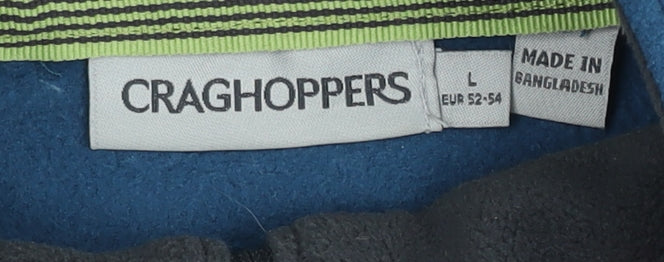 CRAGHOPPERS
L
EUR 52-54
MADE IN
BANGLADESH